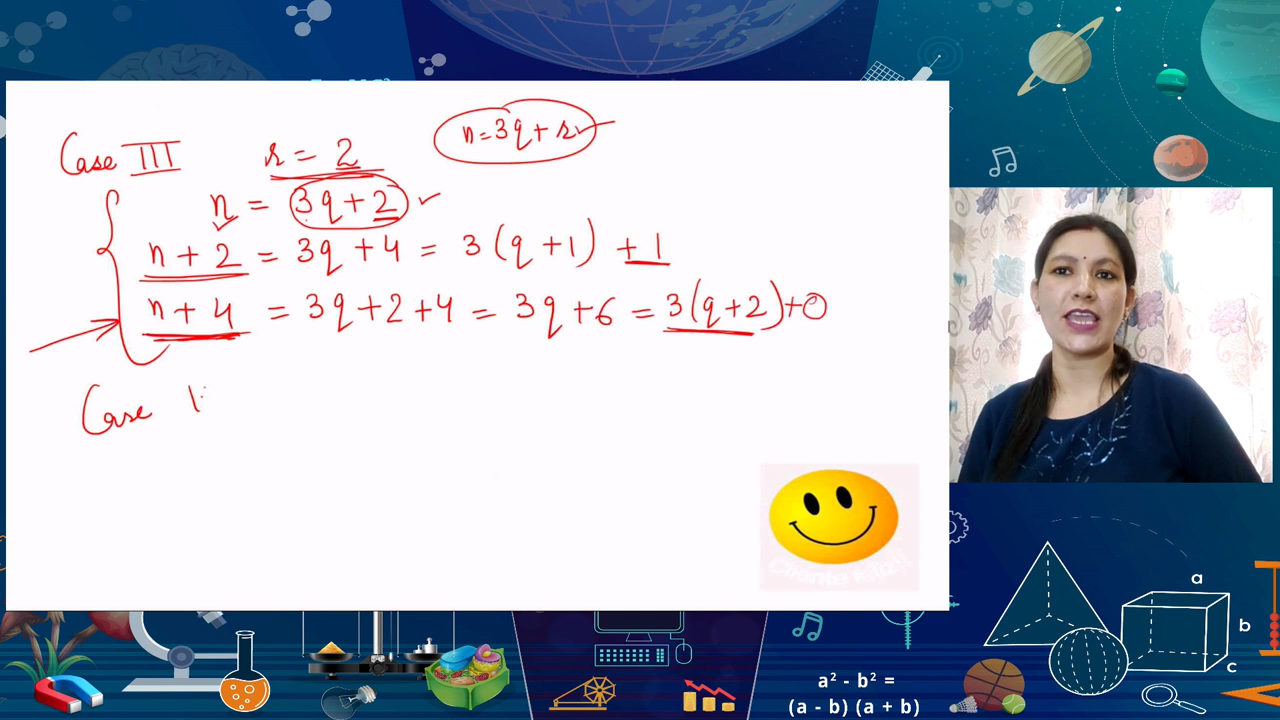 n=3q+r
Case III r = 2
n = 3q+2
n+2 = 3q+4 = 3(q+1) +1
n+4 = 3q+2+4 = 3q+6 = 3(q+2)+0
Case
a
b
c
a² - b² =
(a - b) (a + b)